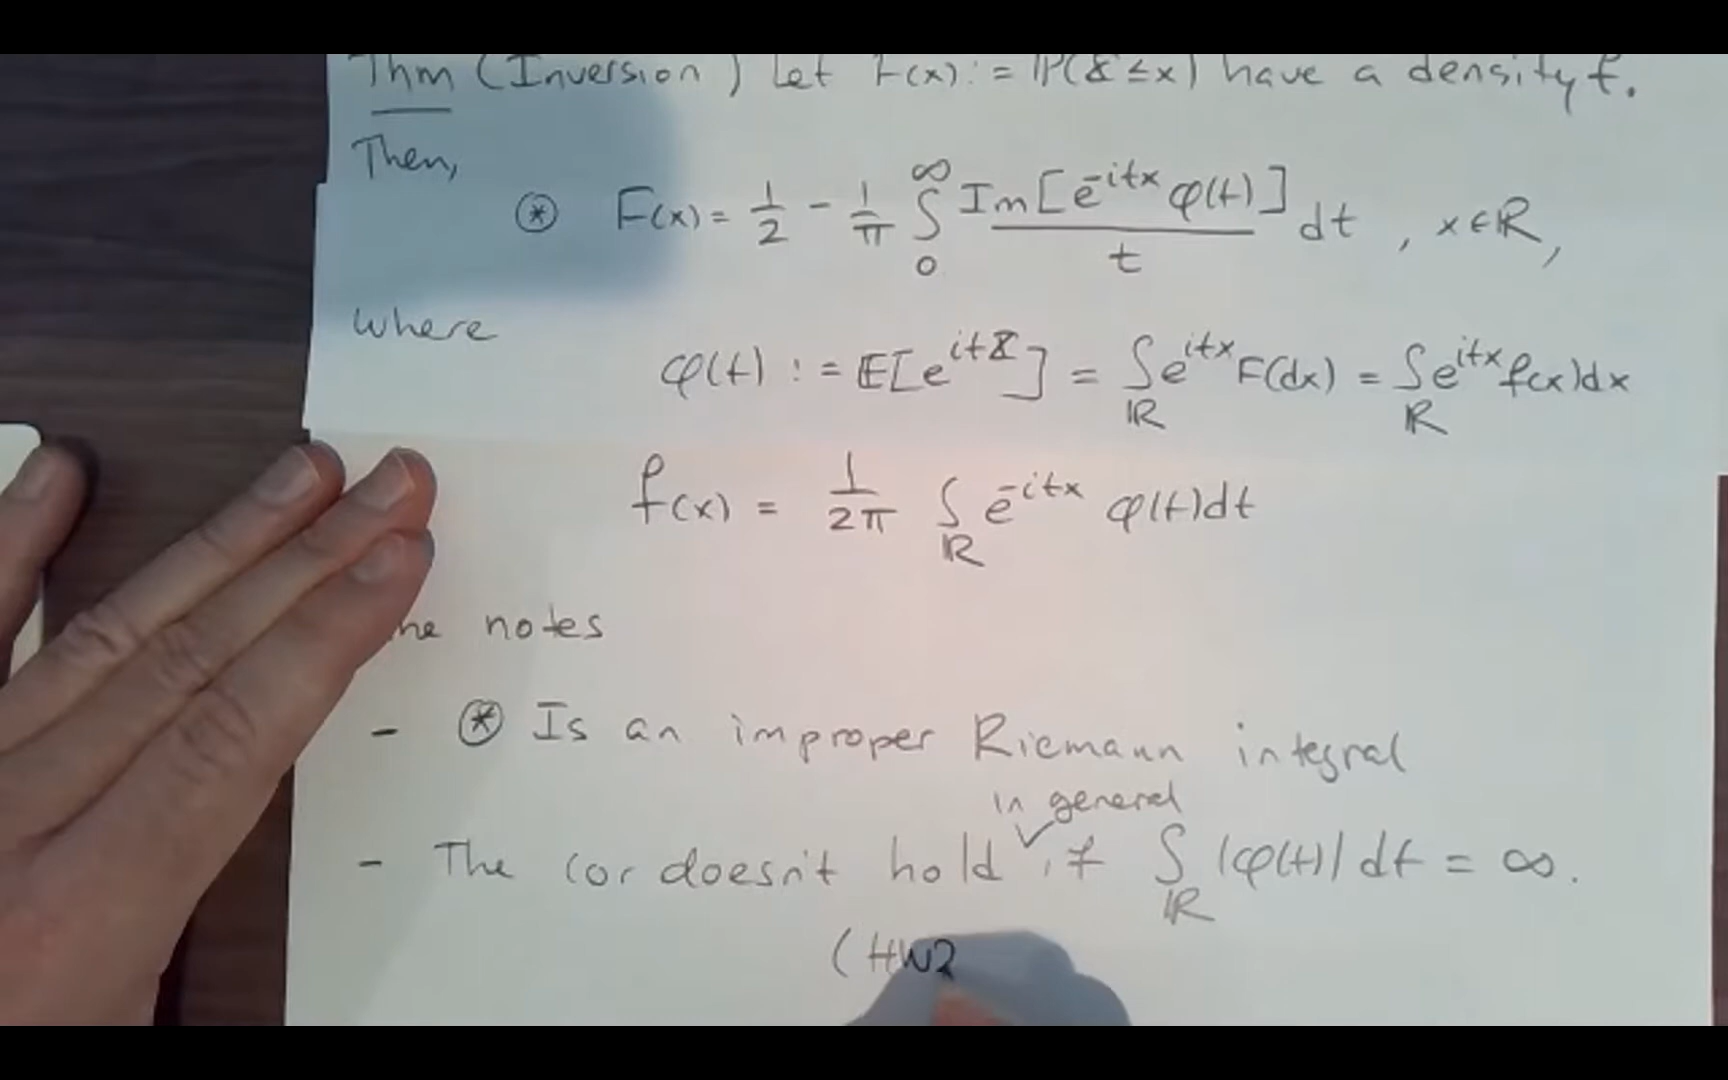 Thm (Inversion) Let F(x) := ℙ(X ≤ x) have a density f.
Then,
⊛ F(x) = 1/2 - 1/π ∫_0^∞ Im[e^{-itx} φ(t)]/t dt , x ∈ ℝ,
where
φ(t) := 𝔼[e^{itX}] = ∫_ℝ e^{itx} F(dx) = ∫_ℝ e^{itx} f(x)dx
f(x) = 1/2π ∫_ℝ e^{-itx} φ(t)dt
notes
- ⊛ Is an improper Riemann integral
in general
- The cor doesn't hold ✓ if ∫_ℝ |φ(t)| dt = ∞.
(HW2